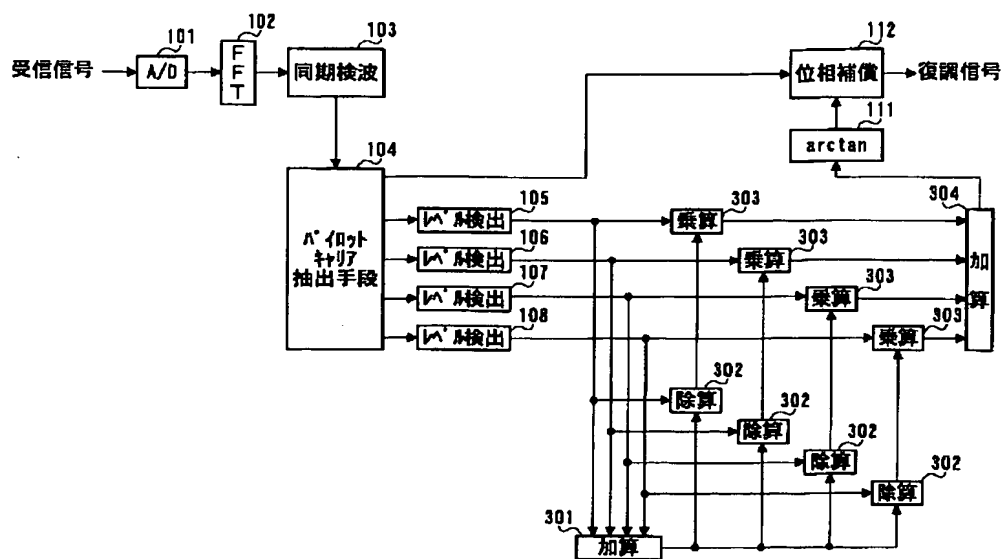 受信信号
101
A/D
102
FFT
103
同期検波
112
位相補償
復調信号
111
arctan
104
パイロット
キャリア
抽出手段
105
レベル検出
106
レベル検出
107
レベル検出
108
レベル検出
303
乗算
303
乗算
303
乗算
303
乗算
304
加算
302
除算
302
除算
302
除算
302
除算
301
加算